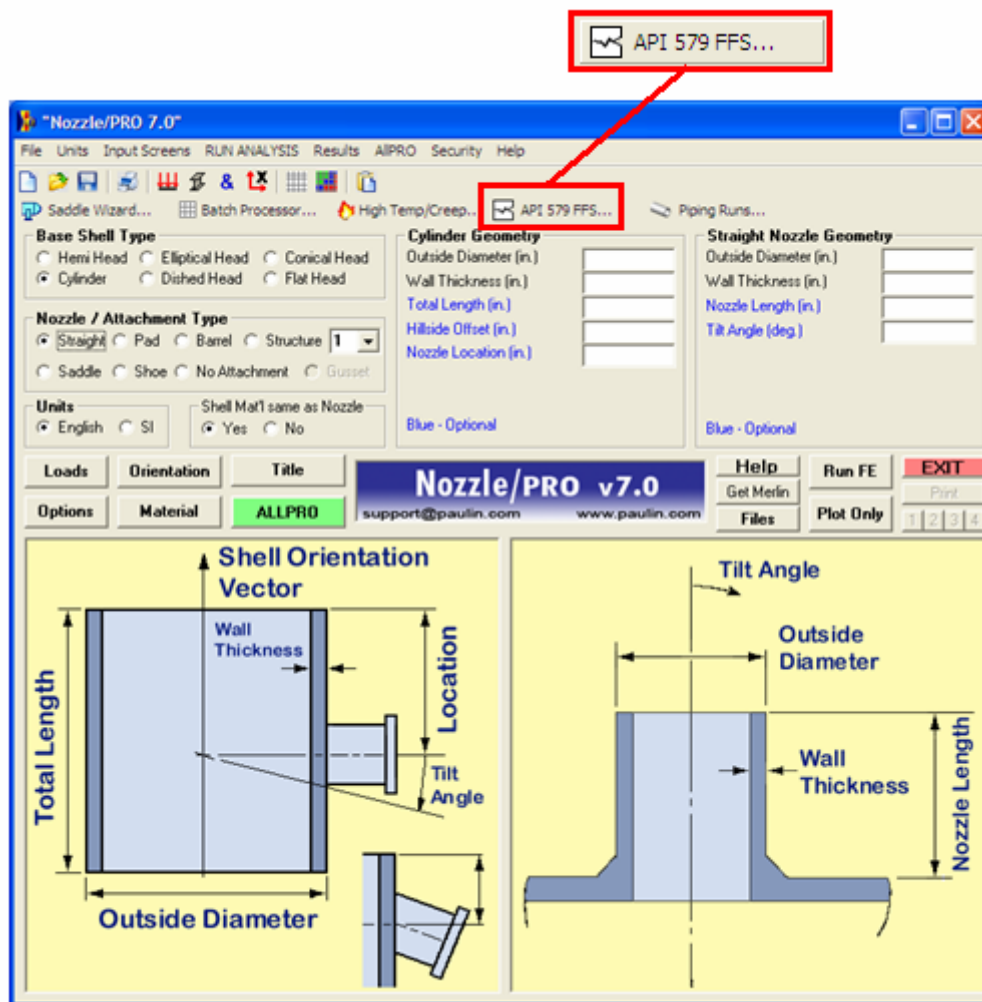 API 579 FFS...
"Nozzle/PRO 7.0"
File Units Input Screens RUN ANALYSIS Results AllPRO Security Help
Saddle Wizard... Batch Processor... High Temp/Creep... API 579 FFS... Piping Runs...
Base Shell Type
Hemi Head Elliptical Head Conical Head
Cylinder Dished Head Flat Head
Nozzle / Attachment Type
Straight Pad Barrel Structure 1
Saddle Shoe No Attachment Gusset
Units
English SI
Shell Mat'l same as Nozzle
Yes No
Cylinder Geometry
Outside Diameter (in.)
Wall Thickness (in.)
Total Length (in.)
Hillside Offset (in.)
Nozzle Location (in.)
Blue - Optional
Straight Nozzle Geometry
Outside Diameter (in.)
Wall Thickness (in.)
Nozzle Length (in.)
Tilt Angle (deg.)
Blue - Optional
Loads Orientation Title
Options Material ALLPRO
Nozzle/PRO v7.0
support@paulin.com www.paulin.com
Help
Get Merlin
Files
Run FE
Plot Only
EXIT
Print
1 2 3 4
Shell Orientation
Vector
Wall
Thickness
Total Length
Location
Tilt
Angle
Outside Diameter
Tilt Angle
Outside
Diameter
Wall
Thickness
Nozzle Length